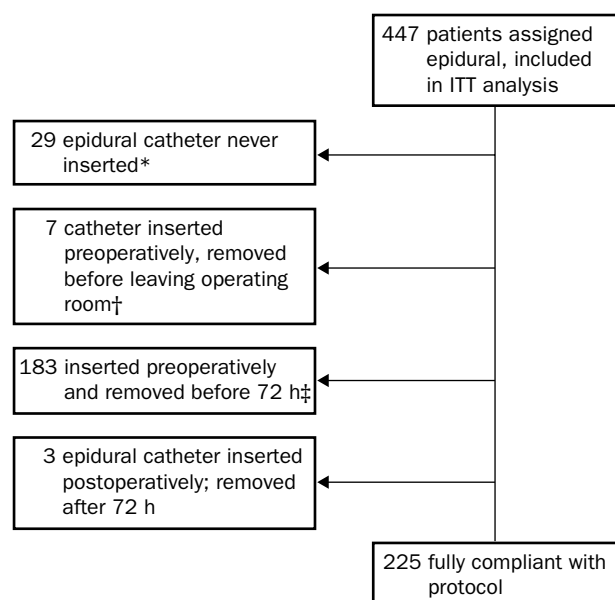 447 patients assigned
epidural, included
in ITT analysis
29 epidural catheter never
inserted*
7 catheter inserted
preoperatively, removed
before leaving operating
room†
183 inserted preoperatively
and removed before 72 h‡
3 epidural catheter inserted
postoperatively; removed
after 72 h
225 fully compliant with
protocol